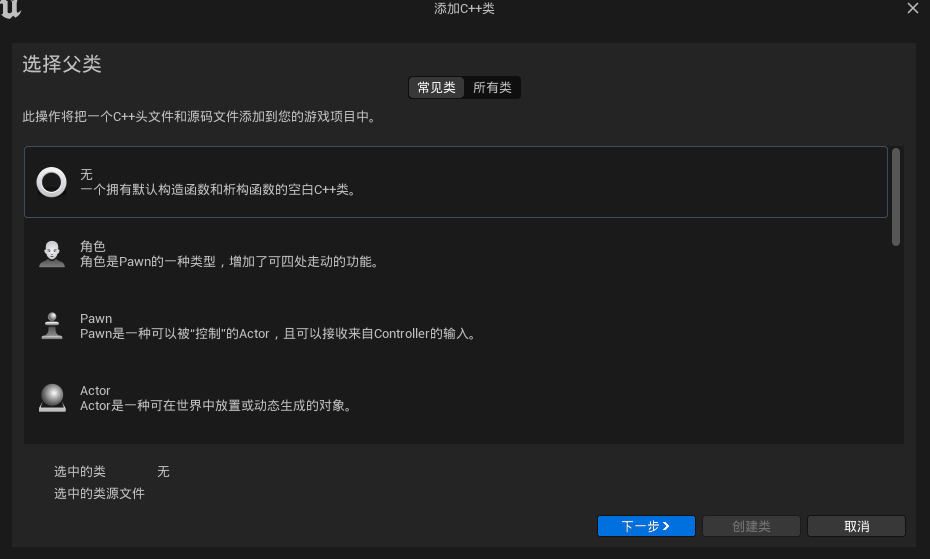 添加C++类
选择父类
常见类 所有类
此操作将把一个C++头文件和源码文件添加到您的游戏项目中。
无
一个拥有默认构造函数和析构函数的空白C++类。
角色
角色是Pawn的一种类型，增加了可四处走动的功能。
Pawn
Pawn是一种可以被“控制”的Actor，且可以接收来自Controller的输入。
Actor
Actor是一种可在世界中放置或动态生成的对象。
选中的类 无
选中的类源文件
下一步 创建类 取消